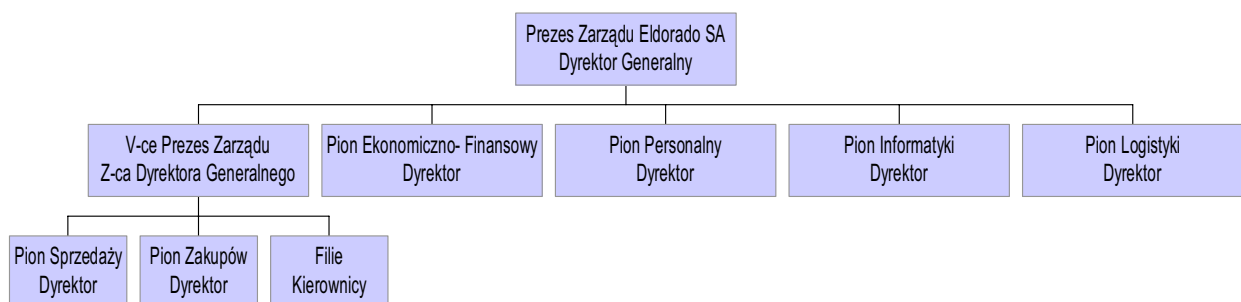 Prezes Zarządu Eldorado SA
Dyrektor Generalny
V-ce Prezes Zarządu
Z-ca Dyrektora Generalnego
Pion Ekonomiczno- Finansowy
Dyrektor
Pion Personalny
Dyrektor
Pion Informatyki
Dyrektor
Pion Logistyki
Dyrektor
Pion Sprzedaży
Dyrektor
Pion Zakupów
Dyrektor
Filie
Kierownicy